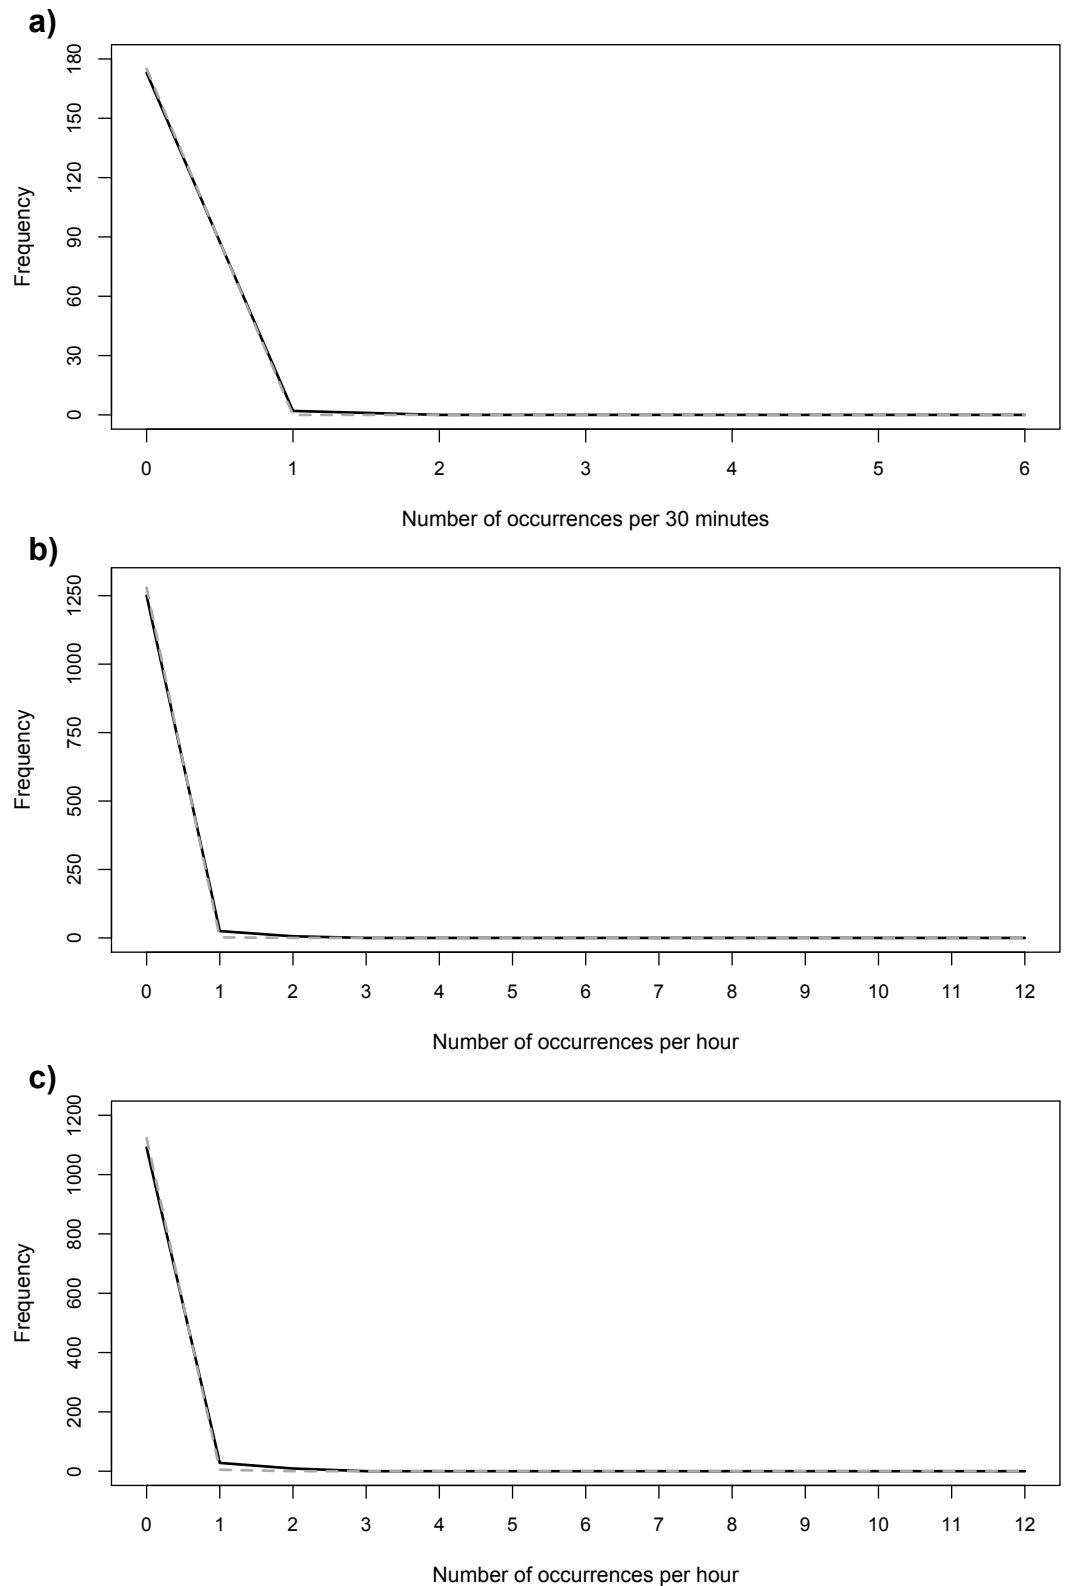 a)
180
150
120
90
60
30
0
Frequency
0 1 2 3 4 5 6
Number of occurrences per 30 minutes
b)
1250
1000
750
500
250
0
Frequency
0 1 2 3 4 5 6 7 8 9 10 11 12
Number of occurrences per hour
c)
1200
1000
800
600
400
200
0
Frequency
0 1 2 3 4 5 6 7 8 9 10 11 12
Number of occurrences per hour